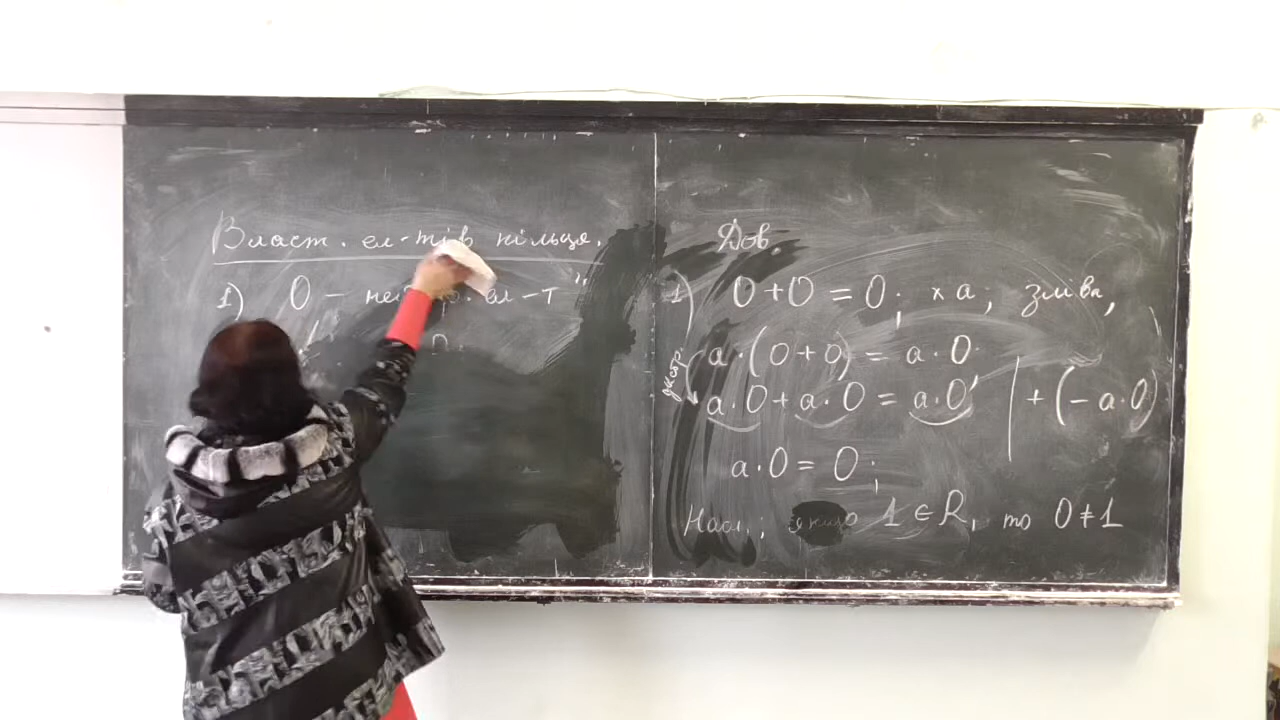 Власт. ел-тів кільця.
1) 0 – ел-т"
Дов.
1) 0 + 0 = 0; × a; зліва,
a · (0 + 0) = a · 0
дистр.
a · 0 + a · 0 = a · 0 | + (– a · 0)
a · 0 = 0;
Насл.; якщо 1 ∈ R, то 0 ≠ 1